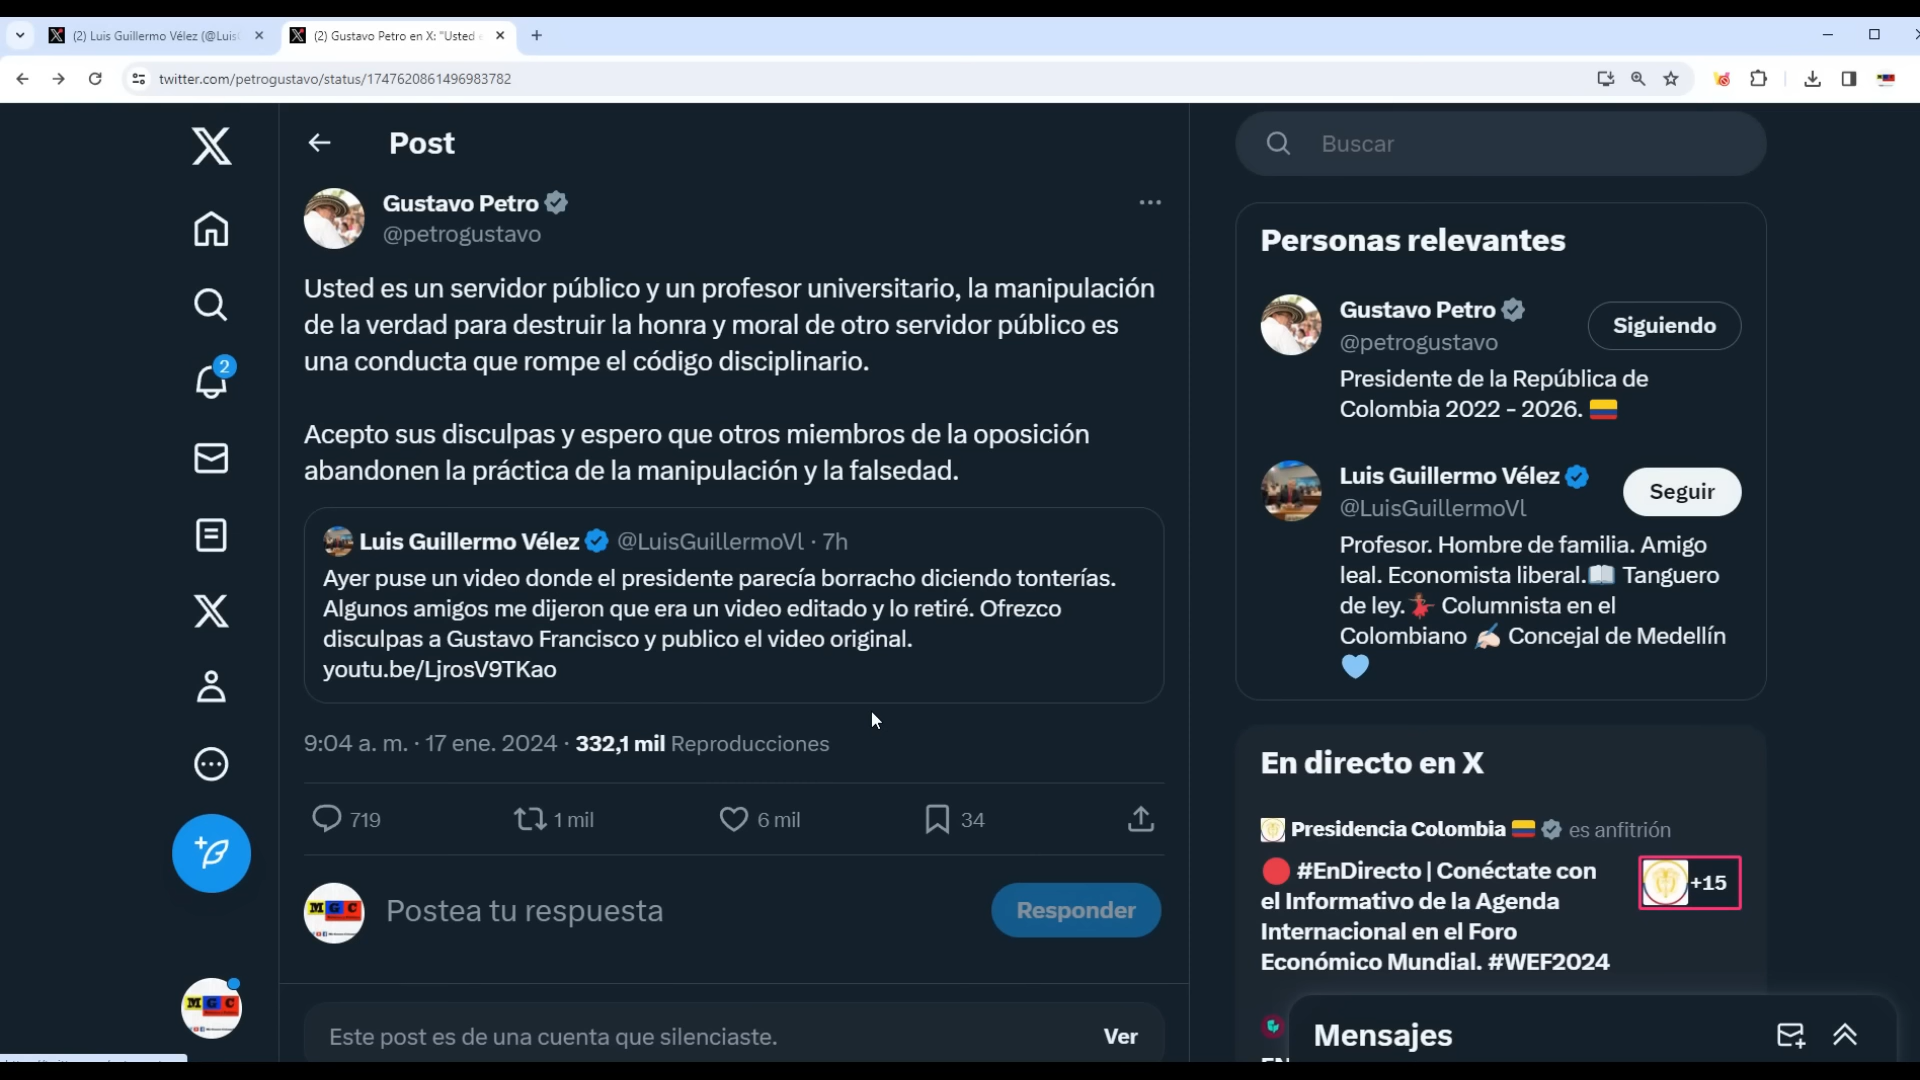 (2) Luis Guillermo Vélez (@Luis
(2) Gustavo Petro en X: "Usted e
twitter.com/petrogustavo/status/1747620861496983782
Post
Gustavo Petro
@petrogustavo
Usted es un servidor público y un profesor universitario, la manipulación
de la verdad para destruir la honra y moral de otro servidor público es
una conducta que rompe el código disciplinario.
Acepto sus disculpas y espero que otros miembros de la oposición
abandonen la práctica de la manipulación y la falsedad.
Luis Guillermo Vélez @LuisGuillermoVl · 7h
Ayer puse un video donde el presidente parecía borracho diciendo tonterías.
Algunos amigos me dijeron que era un video editado y lo retiré. Ofrezco
disculpas a Gustavo Francisco y publico el video original.
youtu.be/LjrosV9TKao
9:04 a. m. · 17 ene. 2024 · 332,1 mil Reproducciones
719 1 mil 6 mil 34
MGC
Postea tu respuesta
Responder
Este post es de una cuenta que silenciaste.
Ver
2
MGC
Buscar
Personas relevantes
Gustavo Petro
@petrogustavo
Siguiendo
Presidente de la República de
Colombia 2022 - 2026.
Luis Guillermo Vélez
@LuisGuillermoVl
Seguir
Profesor. Hombre de familia. Amigo
leal. Economista liberal. Tanguero
de ley. Columnista en el
Colombiano Concejal de Medellín
En directo en X
Presidencia Colombia es anfitrión
#EnDirecto | Conéctate con
el Informativo de la Agenda
Internacional en el Foro
Económico Mundial. #WEF2024
+15
Mensajes